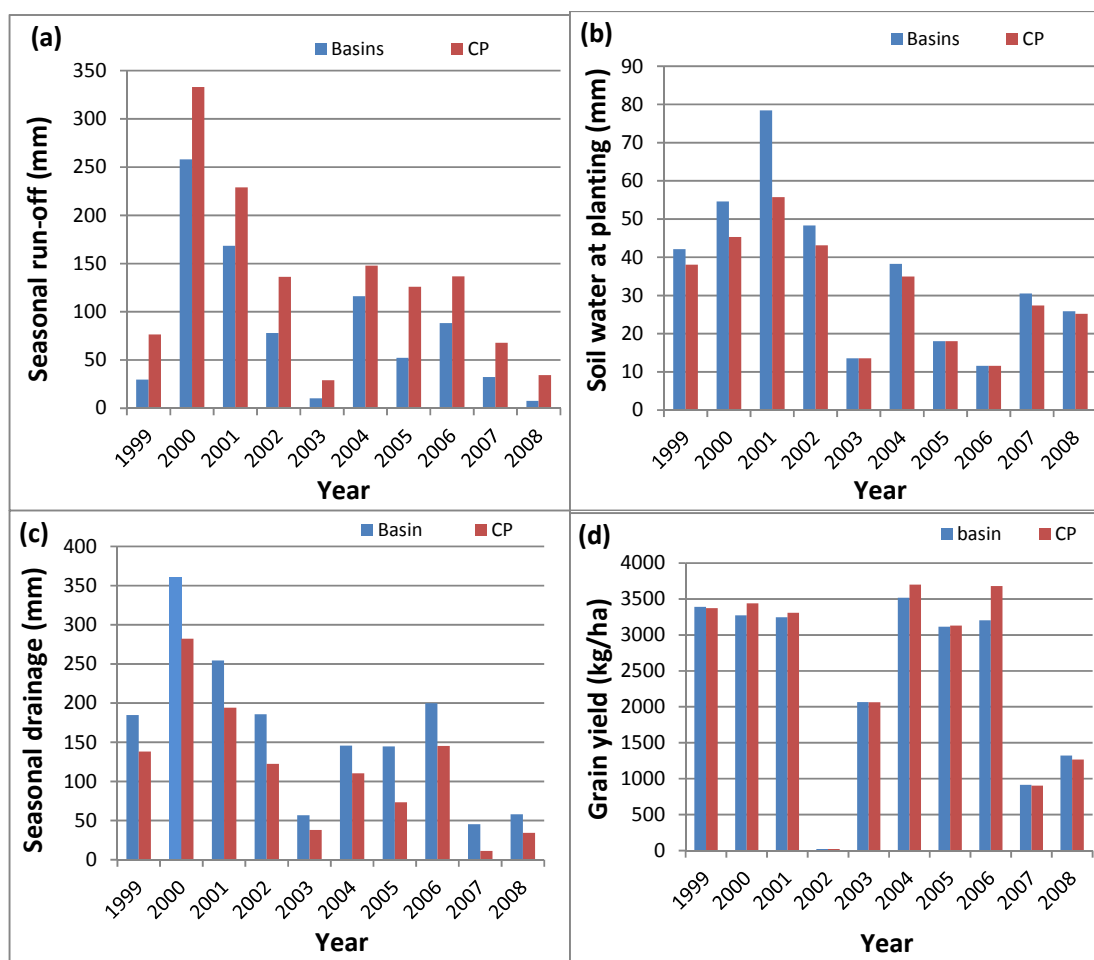 (a)
Basins CP
Seasonal run-off (mm)
350
300
250
200
150
100
50
0
1999 2000 2001 2002 2003 2004 2005 2006 2007 2008
Year
(b)
Basins CP
Soil water at planting (mm)
90
80
70
60
50
40
30
20
10
0
1999 2000 2001 2002 2003 2004 2005 2006 2007 2008
Year
(c)
Basin CP
Seasonal drainage (mm)
400
350
300
250
200
150
100
50
0
1999 2000 2001 2002 2003 2004 2005 2006 2007 2008
Year
(d)
basin CP
Grain yield (kg/ha)
4000
3500
3000
2500
2000
1500
1000
500
0
1999 2000 2001 2002 2003 2004 2005 2006 2007 2008
Year